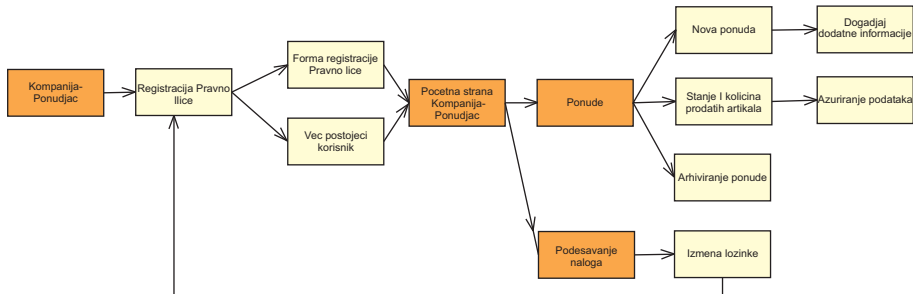 Kompanija-
Ponudjac
Registracija Pravno
llice
Forma registracije
Pravno lice
Vec postojeci
korisnik
Pocetna strana
Kompanija-
Ponudjac
Ponude
Nova ponuda
Dogadjaj
dodatne informacije
Stanje I kolicina
prodatih artikala
Azuriranje podataka
Arhiviranje ponude
Podesavanje
naloga
Izmena lozinke